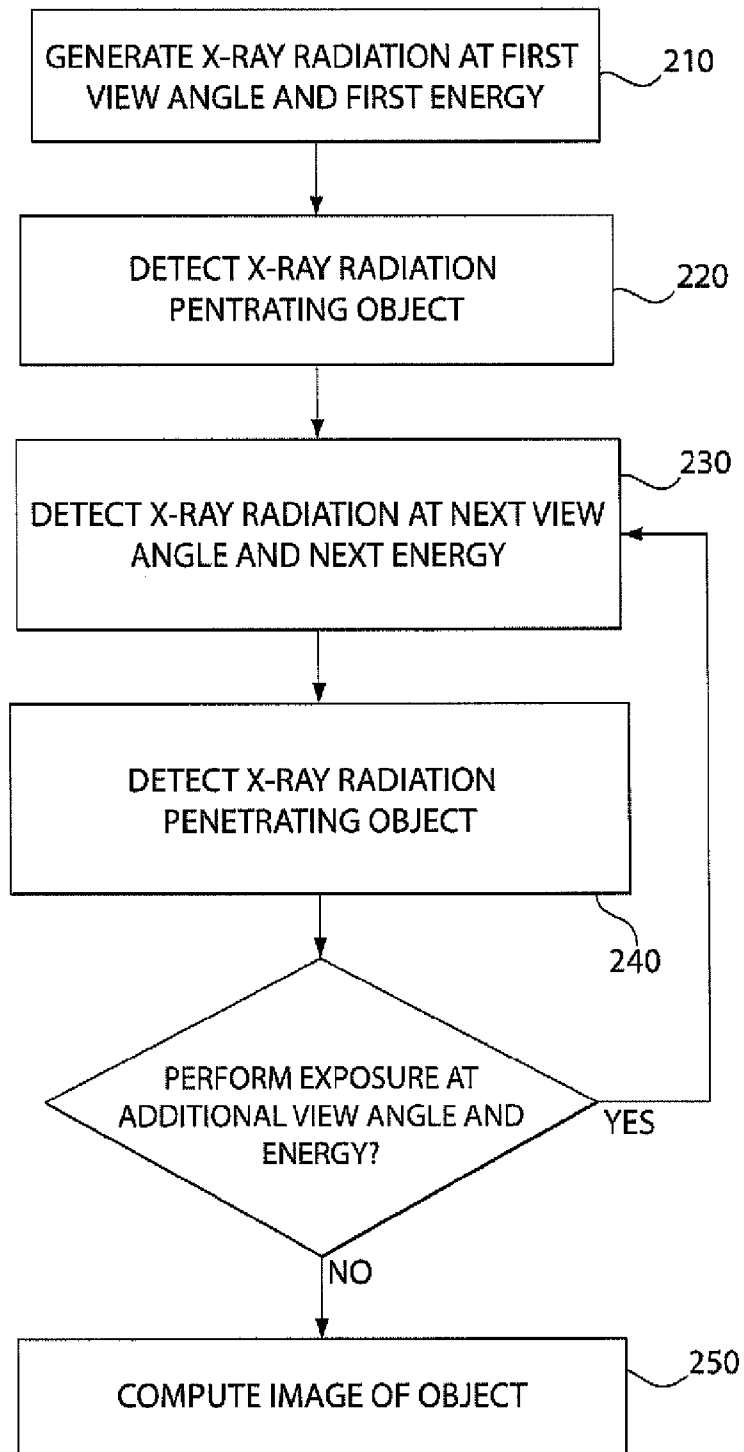 GENERATE X-RAY RADIATION AT FIRST
VIEW ANGLE AND FIRST ENERGY
210
DETECT X-RAY RADIATION
PENTRATING OBJECT
220
230
DETECT X-RAY RADIATION AT NEXT VIEW
ANGLE AND NEXT ENERGY
DETECT X-RAY RADIATION
PENETRATING OBJECT
240
PERFORM EXPOSURE AT
ADDITIONAL VIEW ANGLE AND
ENERGY?
YES
NO
250
COMPUTE IMAGE OF OBJECT